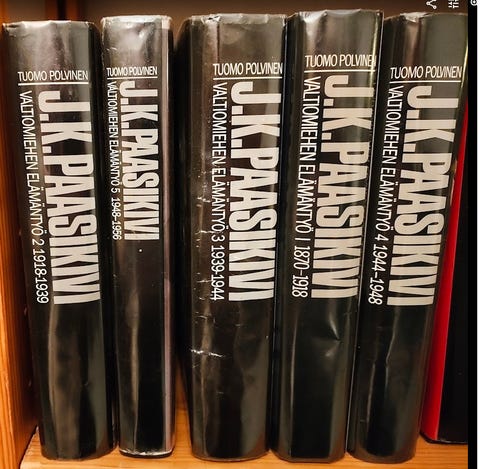 TUOMO POLVINEN
J.K.PAASIKIVI
VALTIOMIEHEN ELÄMÄNTYÖ 2 1918-1939
TUOMO POLVINEN
J.K.PAASIKIVI
VALTIOMIEHEN ELÄMÄNTYÖ 5 1948-1956
TUOMO POLVINEN
J.K.PAASIKIVI
VALTIOMIEHEN ELÄMÄNTYÖ 3 1939-1944
TUOMO POLVINEN
J.K.PAASIKIVI
VALTIOMIEHEN ELÄMÄNTYÖ 1 1870-1918
TUOMO POLVINEN
J.K.PAASIKIVI
VALTIOMIEHEN ELÄMÄNTYÖ 4 1944-1948